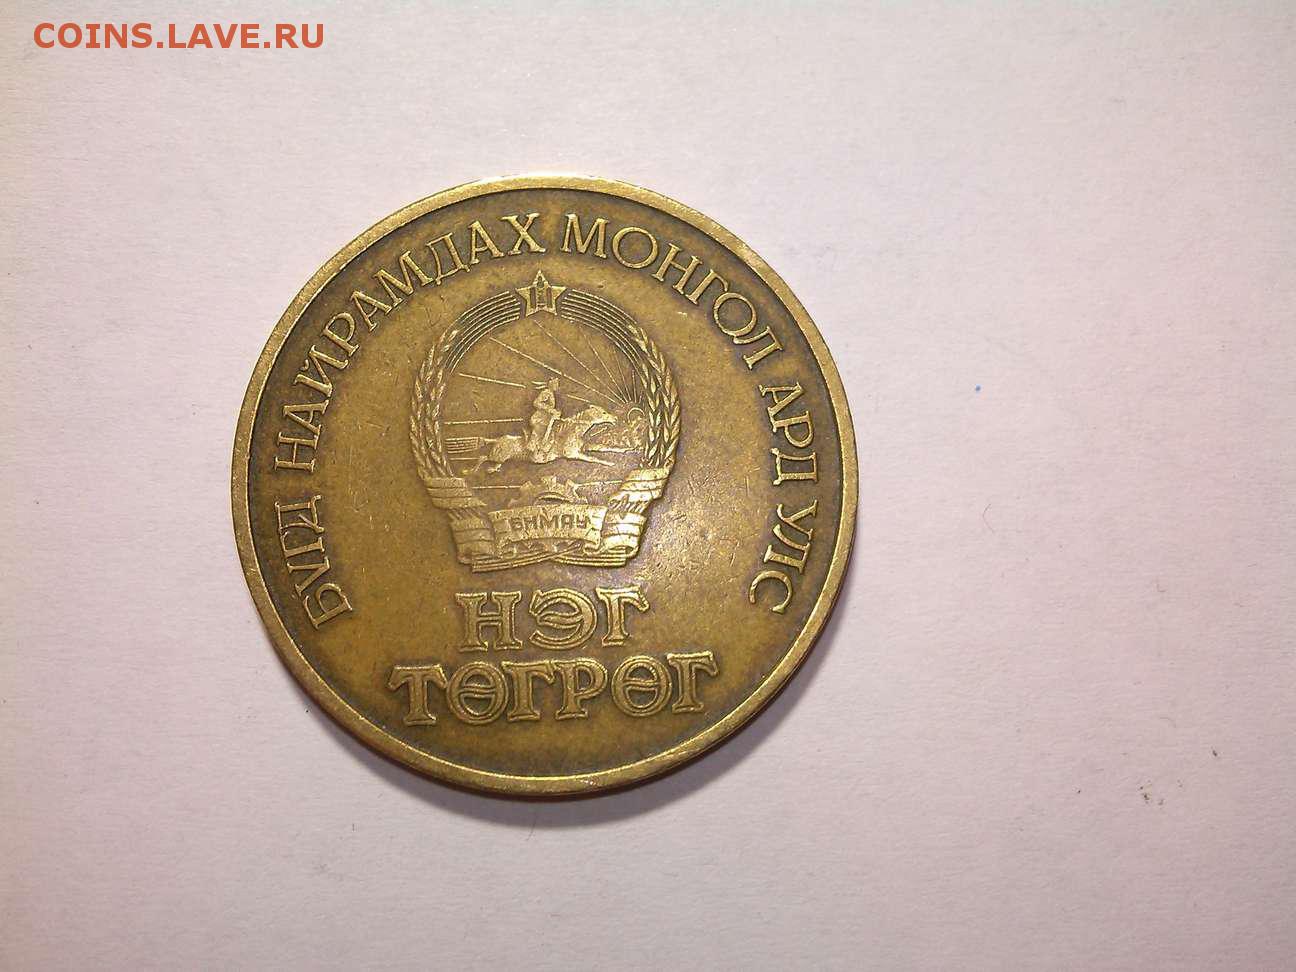 COINS.LAVE.RU
БҮГД НАЙРАМДАХ МОНГОЛ АРД УЛС
БНМАУ
НЭГ
ТӨГРӨГ